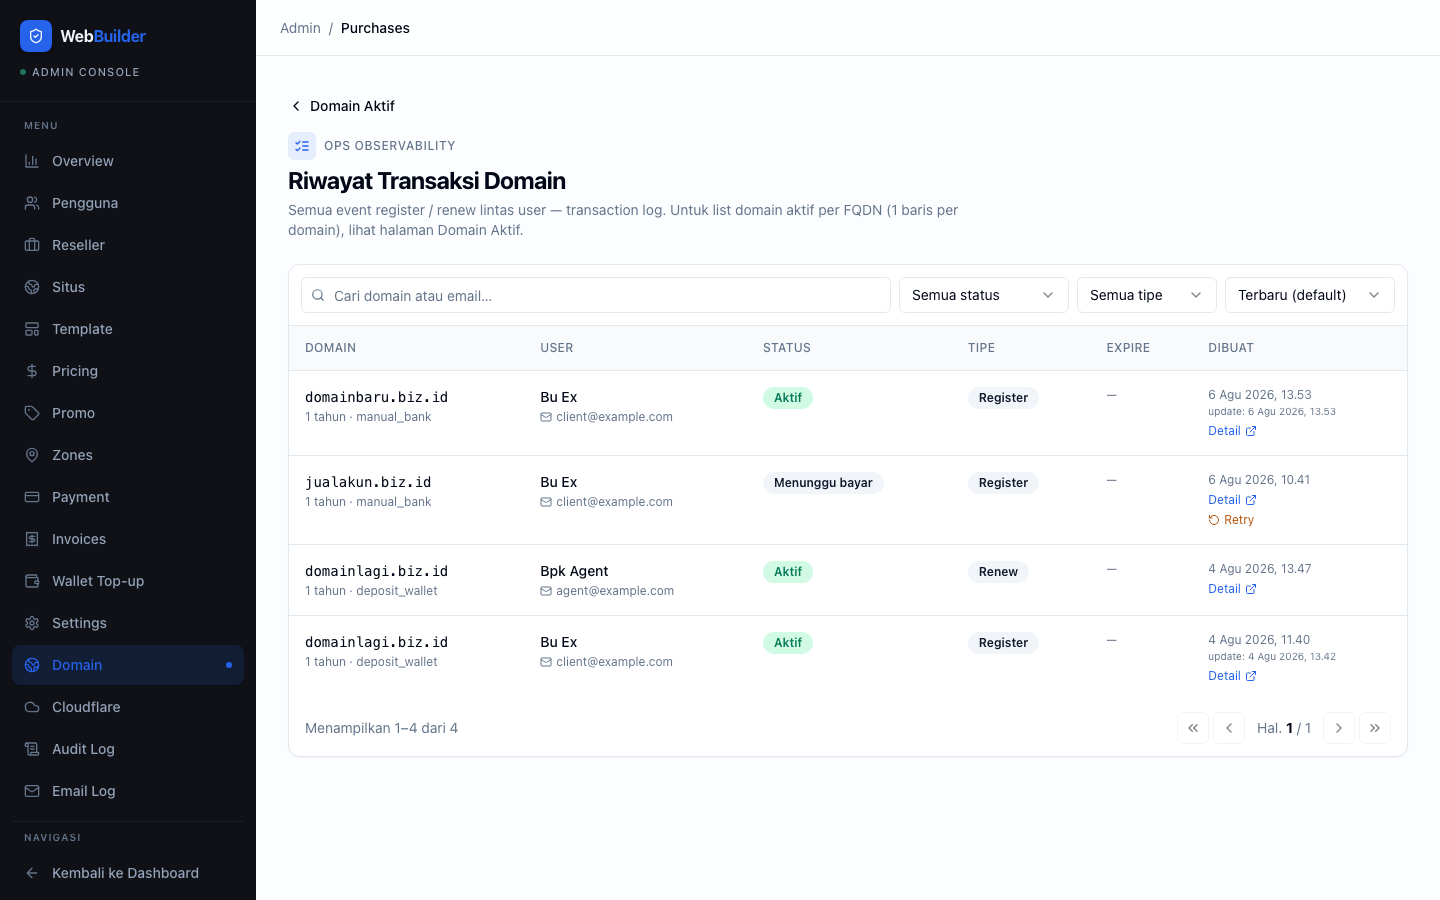 WebBuilder
ADMIN CONSOLE
MENU
Overview
Pengguna
Reseller
Situs
Template
Pricing
Promo
Zones
Payment
Invoices
Wallet Top-up
Settings
Domain
Cloudflare
Audit Log
Email Log
NAVIGASI
Kembali ke Dashboard
Admin / Purchases
Domain Aktif
OPS OBSERVABILITY
Riwayat Transaksi Domain
Semua event register / renew lintas user — transaction log. Untuk list domain aktif per FQDN (1 baris per
domain), lihat halaman Domain Aktif.
Cari domain atau email...
Semua status
Semua tipe
Terbaru (default)
DOMAIN USER STATUS TIPE EXPIRE DIBUAT
domainbaru.biz.id Bu Ex Aktif Register — 6 Agu 2026, 13.53
1 tahun · manual_bank client@example.com update: 6 Agu 2026, 13.53
Detail
jualakun.biz.id Bu Ex Menunggu bayar Register — 6 Agu 2026, 10.41
1 tahun · manual_bank client@example.com Detail
Retry
domainlagi.biz.id Bpk Agent Aktif Renew — 4 Agu 2026, 13.47
1 tahun · deposit_wallet agent@example.com Detail
domainlagi.biz.id Bu Ex Aktif Register — 4 Agu 2026, 11.40
1 tahun · deposit_wallet client@example.com update: 4 Agu 2026, 13.42
Detail
Menampilkan 1–4 dari 4
Hal. 1 / 1